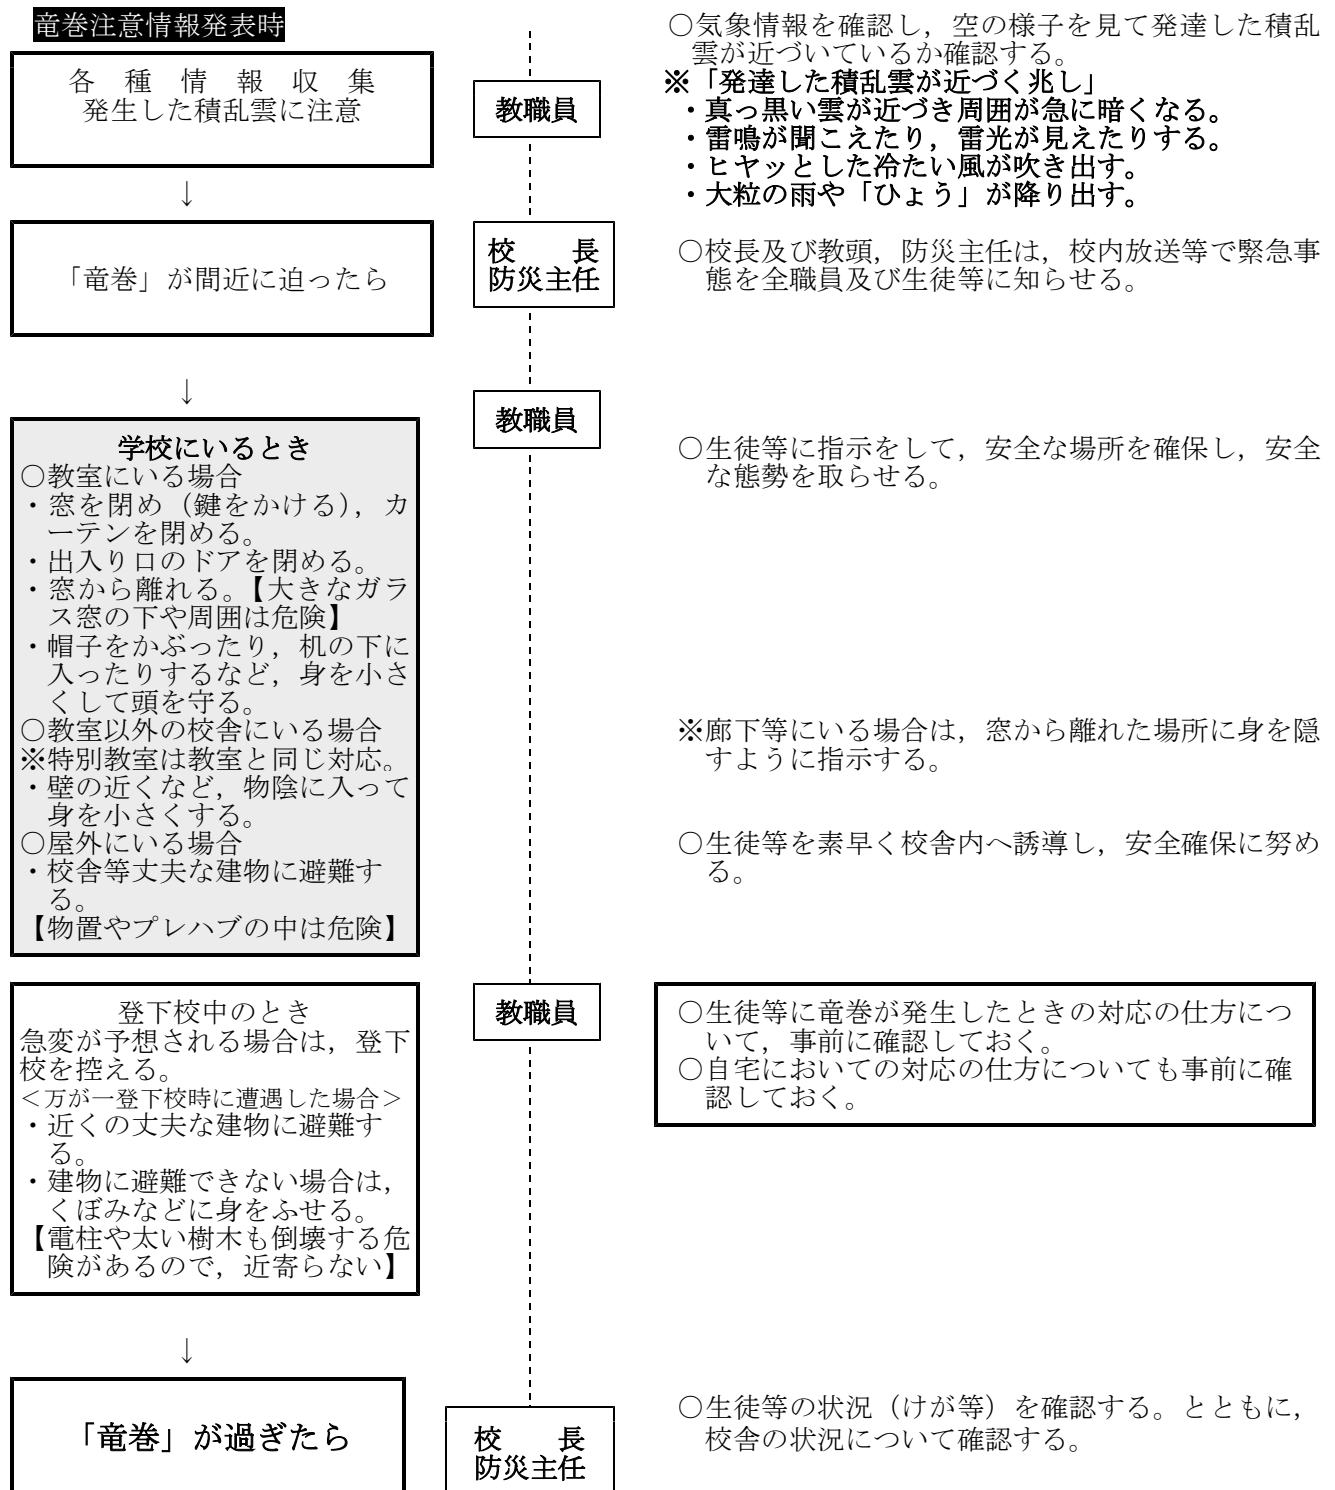 竜巻注意情報発表時
各種情報収集
発生した積乱雲に注意
教職員
○気象情報を確認し，空の様子を見て発達した積乱
雲が近づいているか確認する。
※「発達した積乱雲が近づく兆し」
・真っ黒い雲が近づき周囲が急に暗くなる。
・雷鳴が聞こえたり，雷光が見えたりする。
・ヒヤッとした冷たい風が吹き出す。
・大粒の雨や「ひょう」が降り出す。
↓
「竜巻」が間近に迫ったら
校長
防災主任
○校長及び教頭，防災主任は，校内放送等で緊急事
態を全職員及び生徒等に知らせる。
↓
学校にいるとき
○教室にいる場合
・窓を閉め（鍵をかける），カ
ーテンを閉める。
・出入り口のドアを閉める。
・窓から離れる。【大きなガラ
ス窓の下や周囲は危険】
・帽子をかぶったり，机の下に
入ったりするなど，身を小さ
くして頭を守る。
○教室以外の校舎にいる場合
※特別教室は教室と同じ対応。
・壁の近くなど，物陰に入って
身を小さくする。
○屋外にいる場合
・校舎等丈夫な建物に避難す
る。
【物置やプレハブの中は危険】
教職員
○生徒等に指示をして，安全な場所を確保し，安全
な態勢を取らせる。
※廊下等にいる場合は，窓から離れた場所に身を隠
すように指示する。
○生徒等を素早く校舎内へ誘導し，安全確保に努め
る。
登下校中のとき
急変が予想される場合は，登下
校を控える。
＜万が一登下校時に遭遇した場合＞
・近くの丈夫な建物に避難す
る。
・建物に避難できない場合は，
くぼみなどに身をふせる。
【電柱や太い樹木も倒壊する危
険があるので，近寄らない】
教職員
○生徒等に竜巻が発生したときの対応の仕方につ
いて，事前に確認しておく。
○自宅においての対応の仕方についても事前に確
認しておく。
↓
「竜巻」が過ぎたら
校長
防災主任
○生徒等の状況（けが等）を確認する。とともに，
校舎の状況について確認する。